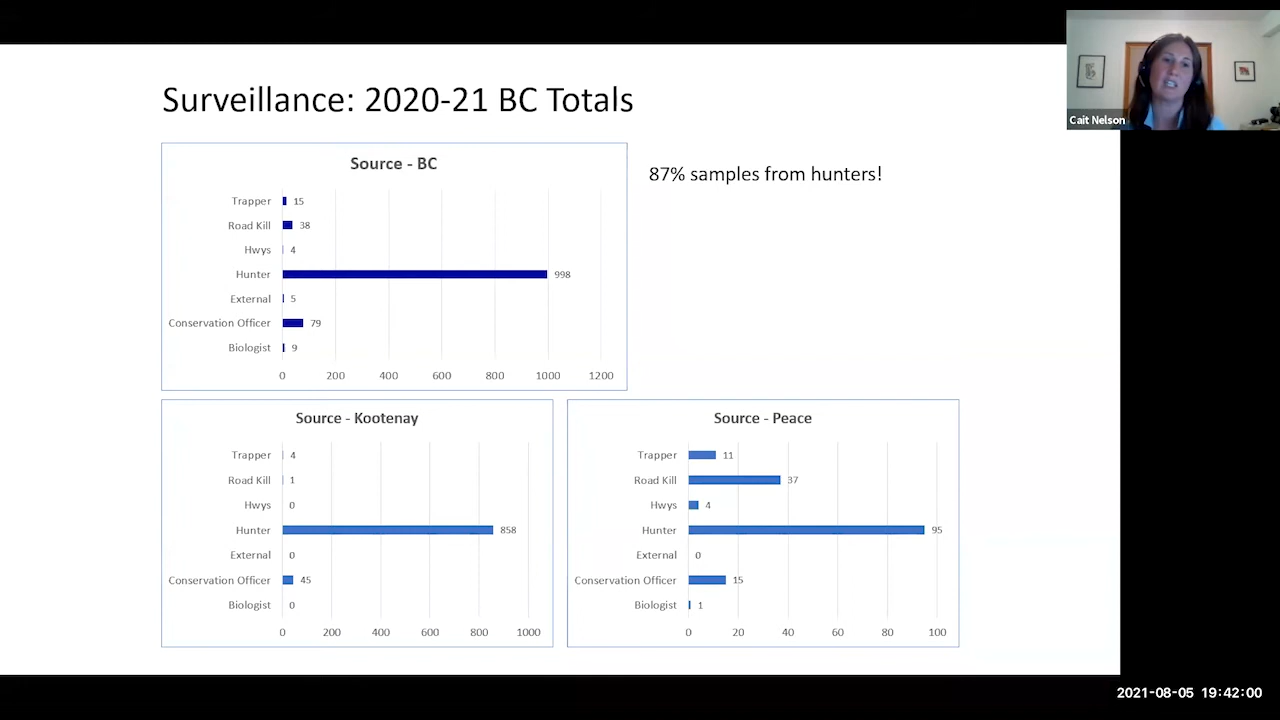 Cait Nelson
Surveillance: 2020-21 BC Totals
87% samples from hunters!
Source - BC
Trapper 15
Road Kill 38
Hwys 4
Hunter 998
External 5
Conservation Officer 79
Biologist 9
0 200 400 600 800 1000 1200
Source - Kootenay
Trapper 4
Road Kill 1
Hwys 0
Hunter 858
External 0
Conservation Officer 45
Biologist 0
0 200 400 600 800 1000
Source - Peace
Trapper 11
Road Kill 37
Hwys 4
Hunter 95
External 0
Conservation Officer 15
Biologist 1
0 20 40 60 80 100
2021-08-05 19:42:00